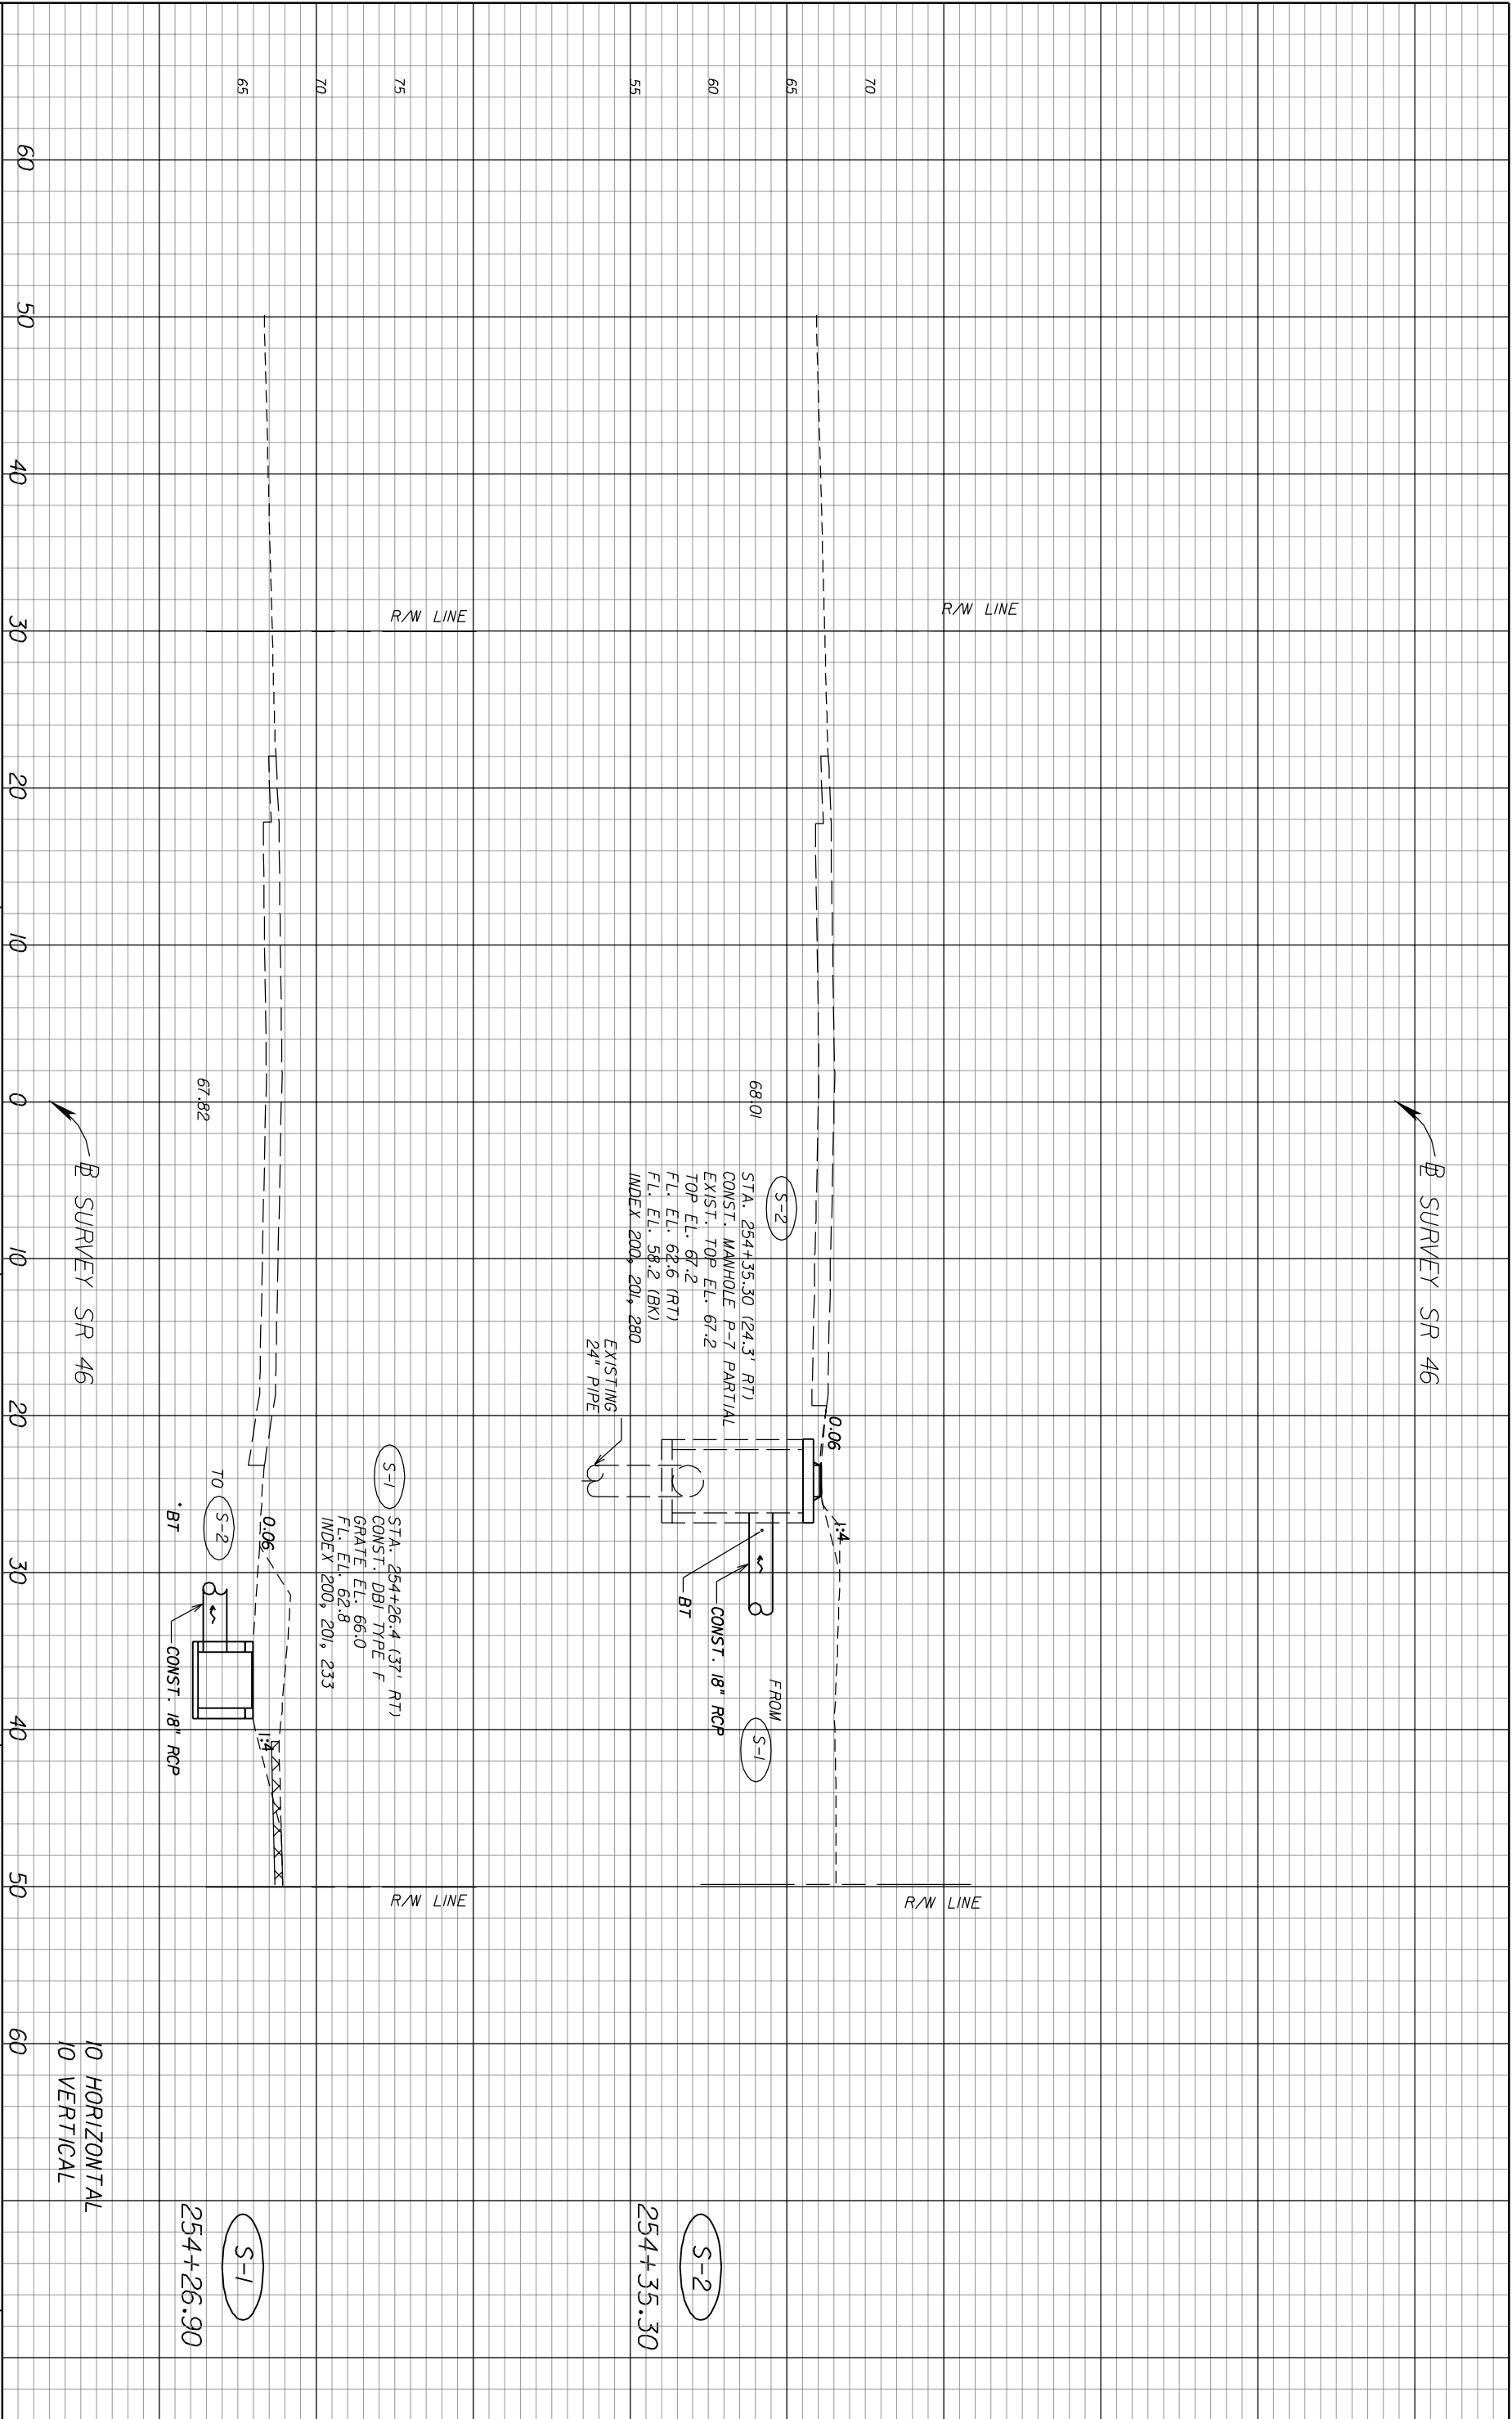 B SURVEY SR 46
70
65
60
55
R/W LINE
68.01
S-2
STA. 254+35.30 (24.3' RT)
CONST. MANHOLE P-7 PARTIAL
EXIST. TOP EL. 67.2
TOP EL. 67.2
FL. EL. 62.6 (RT)
FL. EL. 58.2 (BK)
INDEX 200, 201, 280
EXISTING
24" PIPE
0.06
1:4
BT
CONST. 18" RCP
FROM
S-1
R/W LINE
S-2
254+35.30
75
70
65
R/W LINE
67.82
S-1
STA. 254+26.4 (37' RT)
CONST. DBI TYPE F
GRATE EL. 66.0
FL. EL. 62.8
INDEX 200, 201, 233
0.06
TO
S-2
BT
CONST. 18" RCP
1:4
R/W LINE
S-1
254+26.90
B SURVEY SR 46
10 HORIZONTAL
10 VERTICAL
60 50 40 30 20 10 0 10 20 30 40 50 60